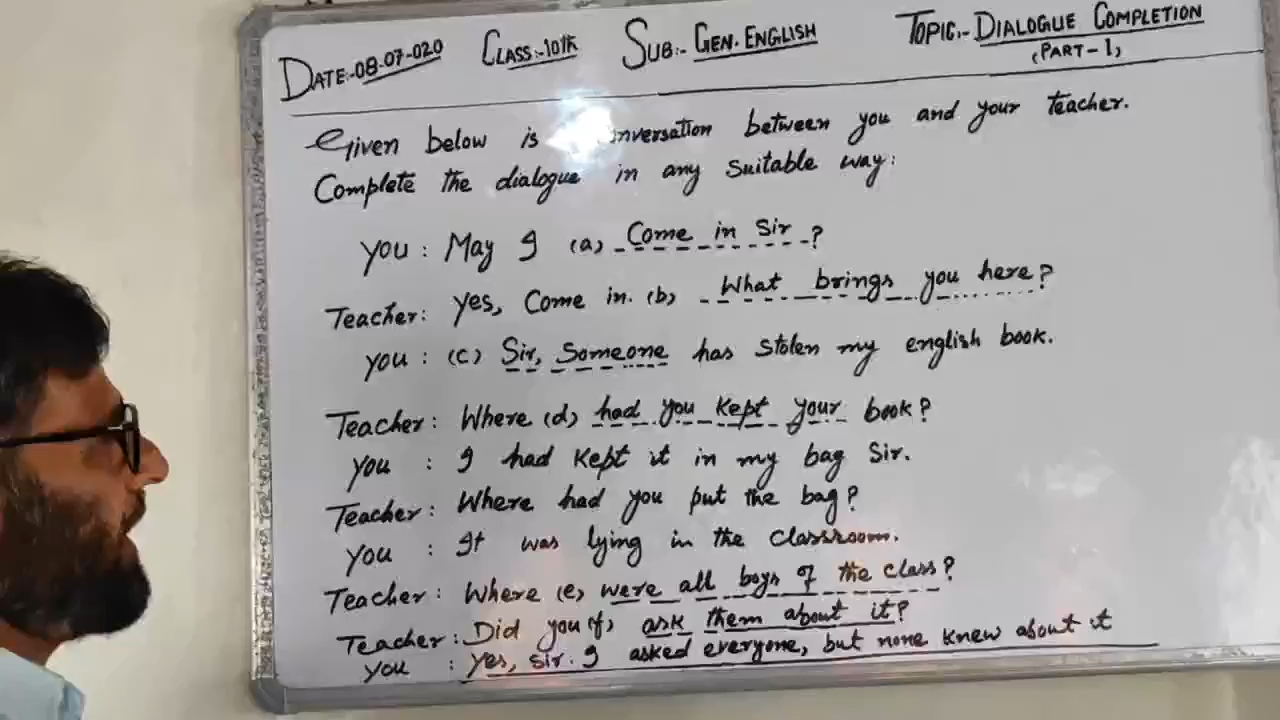 DATE:-08-07-020 CLASS:-10th SUB:- GEN. ENGLISH TOPIC:- DIALOGUE COMPLETION
(PART-1)
Given below is conversation between you and your teacher.
Complete the dialogue in any suitable way:
you : May I (a) Come in Sir ?
Teacher: yes, Come in. (b) What brings you here?
you : (c) Sir, Someone has stolen my english book.
Teacher: Where (d) had you kept your book?
you : I had kept it in my bag Sir.
Teacher: Where had you put the bag?
you : It was lying in the classroom.
Teacher: Where (e) were all boys of the class?
Teacher: Did you (f) ask them about it?
you : yes, sir. I asked everyone, but none knew about it